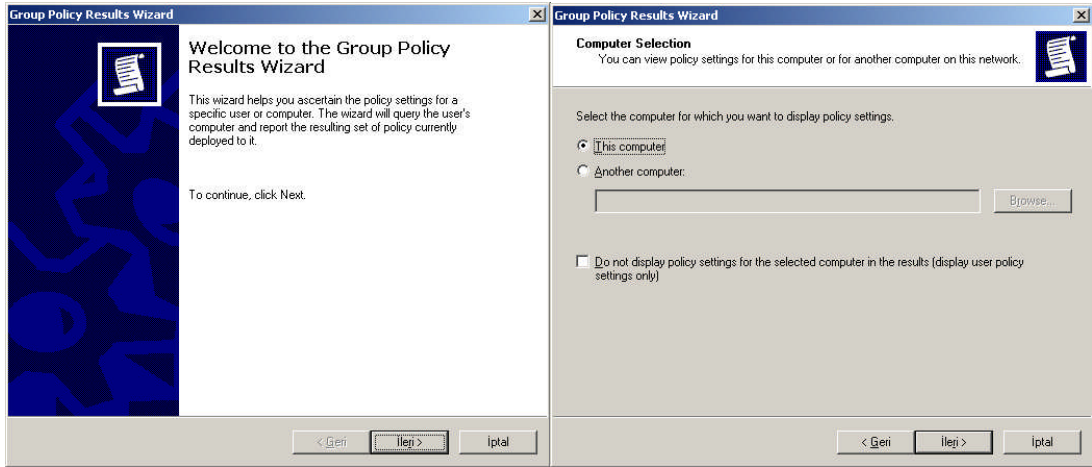 Group Policy Results Wizard
Welcome to the Group Policy
Results Wizard
This wizard helps you ascertain the policy settings for a
specific user or computer. The wizard will query the user's
computer and report the resulting set of policy currently
deployed to it.
To continue, click Next.
< Geri
İleri >
İptal
Group Policy Results Wizard
Computer Selection
You can view policy settings for this computer or for another computer on this network.
Select the computer for which you want to display policy settings.
This computer
Another computer:
Browse...
Do not display policy settings for the selected computer in the results (display user policy
settings only)
< Geri
İleri >
İptal